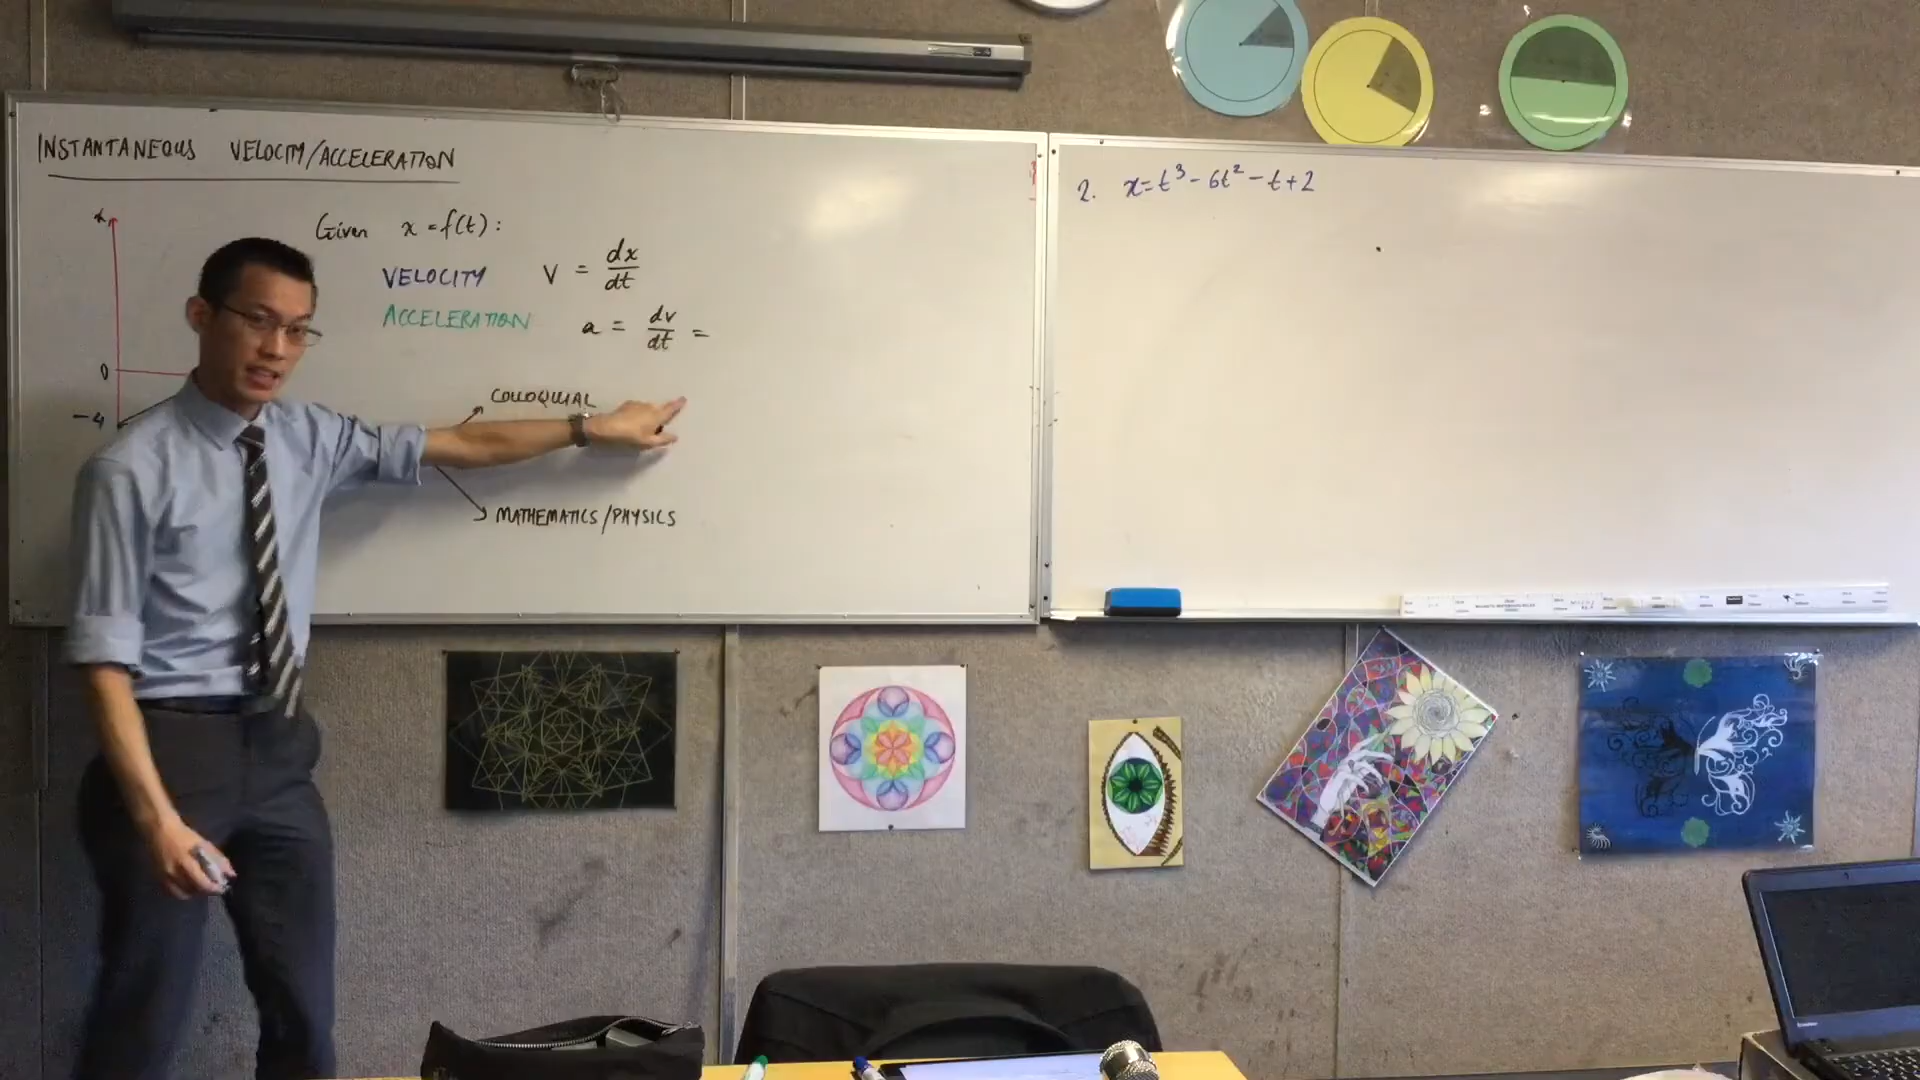 INSTANTANEOUS VELOCITY/ACCELERATION
x
0
-4
Given x = f(t):
VELOCITY v = dx/dt
ACCELERATION a = dv/dt =
COLLOQUIAL
MATHEMATICS/PHYSICS
2. x=t³-6t²-t+2